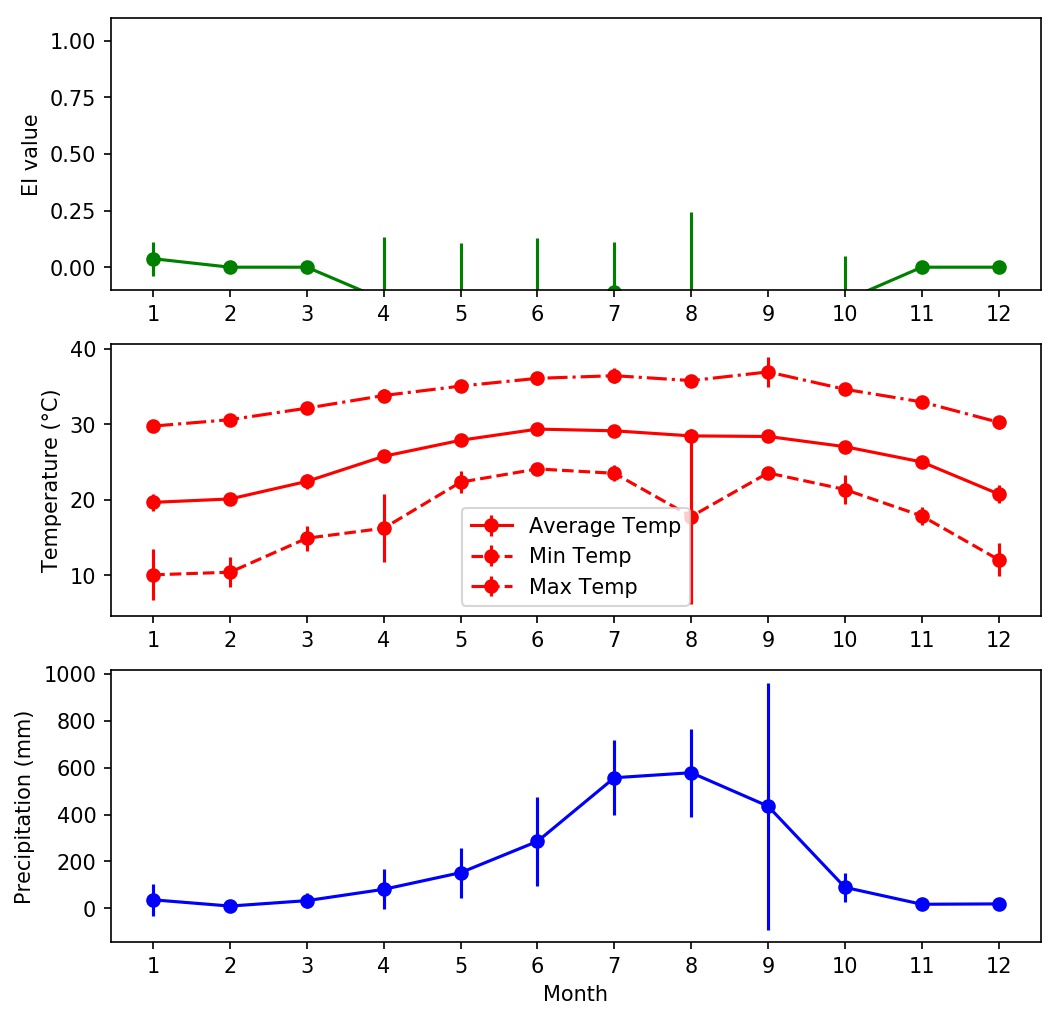 EI value
1.00
0.75
0.50
0.25
0.00
1 2 3 4 5 6 7 8 9 10 11 12
Temperature (°C)
40
30
20
10
Average Temp
Min Temp
Max Temp
1 2 3 4 5 6 7 8 9 10 11 12
Precipitation (mm)
1000
800
600
400
200
0
1 2 3 4 5 6 7 8 9 10 11 12
Month